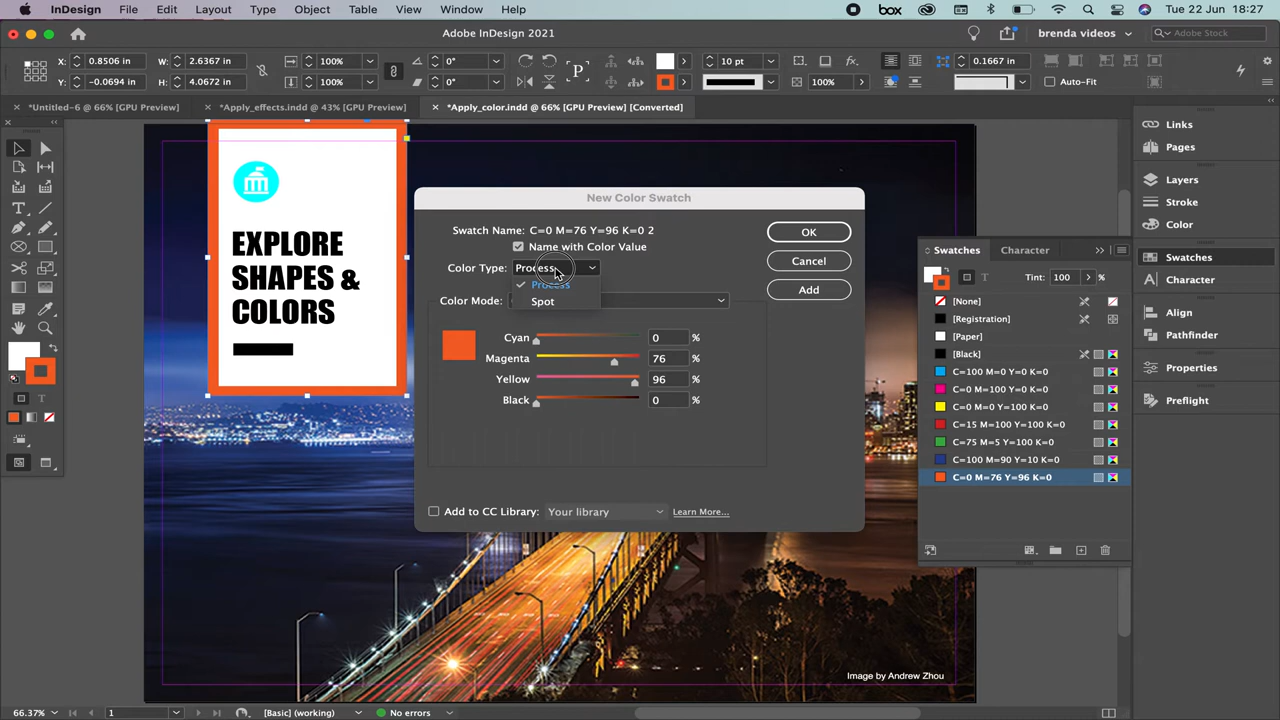 InDesign File Edit Layout Type Object Table View Window Help box Tue 22 Jun 18:27
Adobe InDesign 2021 brenda videos Adobe Stock
X: 0.8506 in W: 2.6367 in 100% 0° 10 pt fx. 0.1667 in
Y: -0.0694 in H: 4.0672 in 100% 0° P 100% Auto-Fit
*Untitled-6 @ 66% [GPU Preview] *Apply_effects.indd @ 43% [GPU Preview] *Apply_color.indd @ 66% [GPU Preview] [Converted]
EXPLORE
SHAPES &
COLORS
New Color Swatch
Swatch Name: C=0 M=76 Y=96 K=0 2
Name with Color Value
Color Type: Process
Process
Spot
Color Mode:
Cyan 0 %
Magenta 76 %
Yellow 96 %
Black 0 %
OK
Cancel
Add
Add to CC Library: Your library Learn More...
Swatches Character
Tint: 100 %
T
[None]
[Registration]
[Paper]
[Black]
C=100 M=0 Y=0 K=0
C=0 M=100 Y=0 K=0
C=0 M=0 Y=100 K=0
C=15 M=100 Y=100 K=0
C=75 M=5 Y=100 K=0
C=100 M=90 Y=10 K=0
C=0 M=76 Y=96 K=0
Links
Pages
Layers
Stroke
Color
Swatches
Character
Align
Pathfinder
Properties
Preflight
Image by Andrew Zhou
66.37% 1 [Basic] (working) No errors